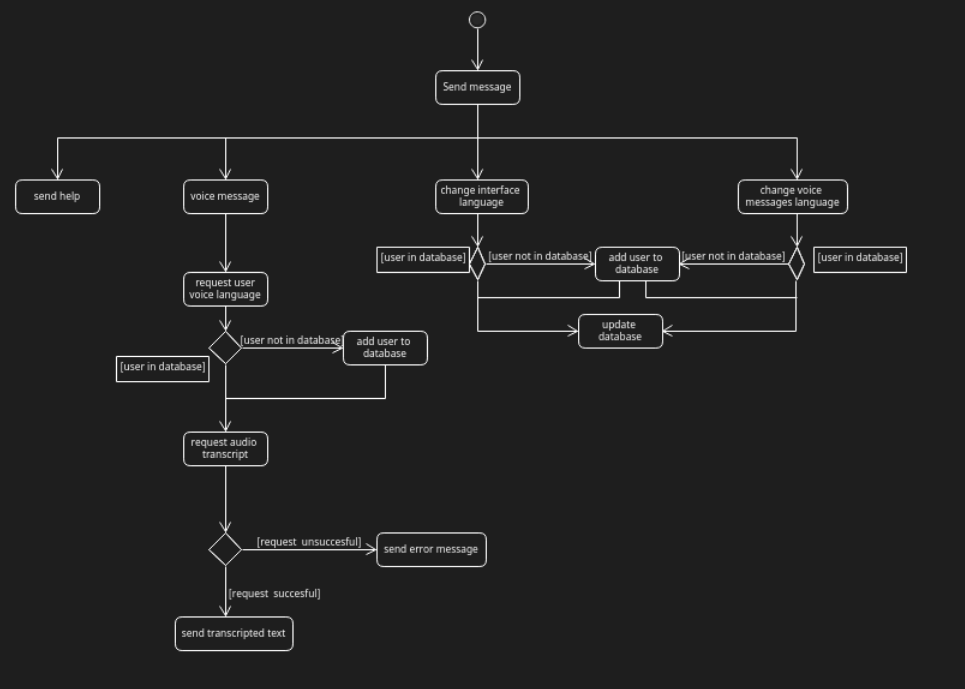 Send message
send help
voice message
change interface
language
change voice
messages language
[user in database]
[user not in database]
add user to
database
[user not in database]
[user in database]
request user
voice language
update
database
[user not in database]
add user to
database
[user in database]
request audio
transcript
[request unsuccesful]
send error message
[request succesful]
send transcripted text